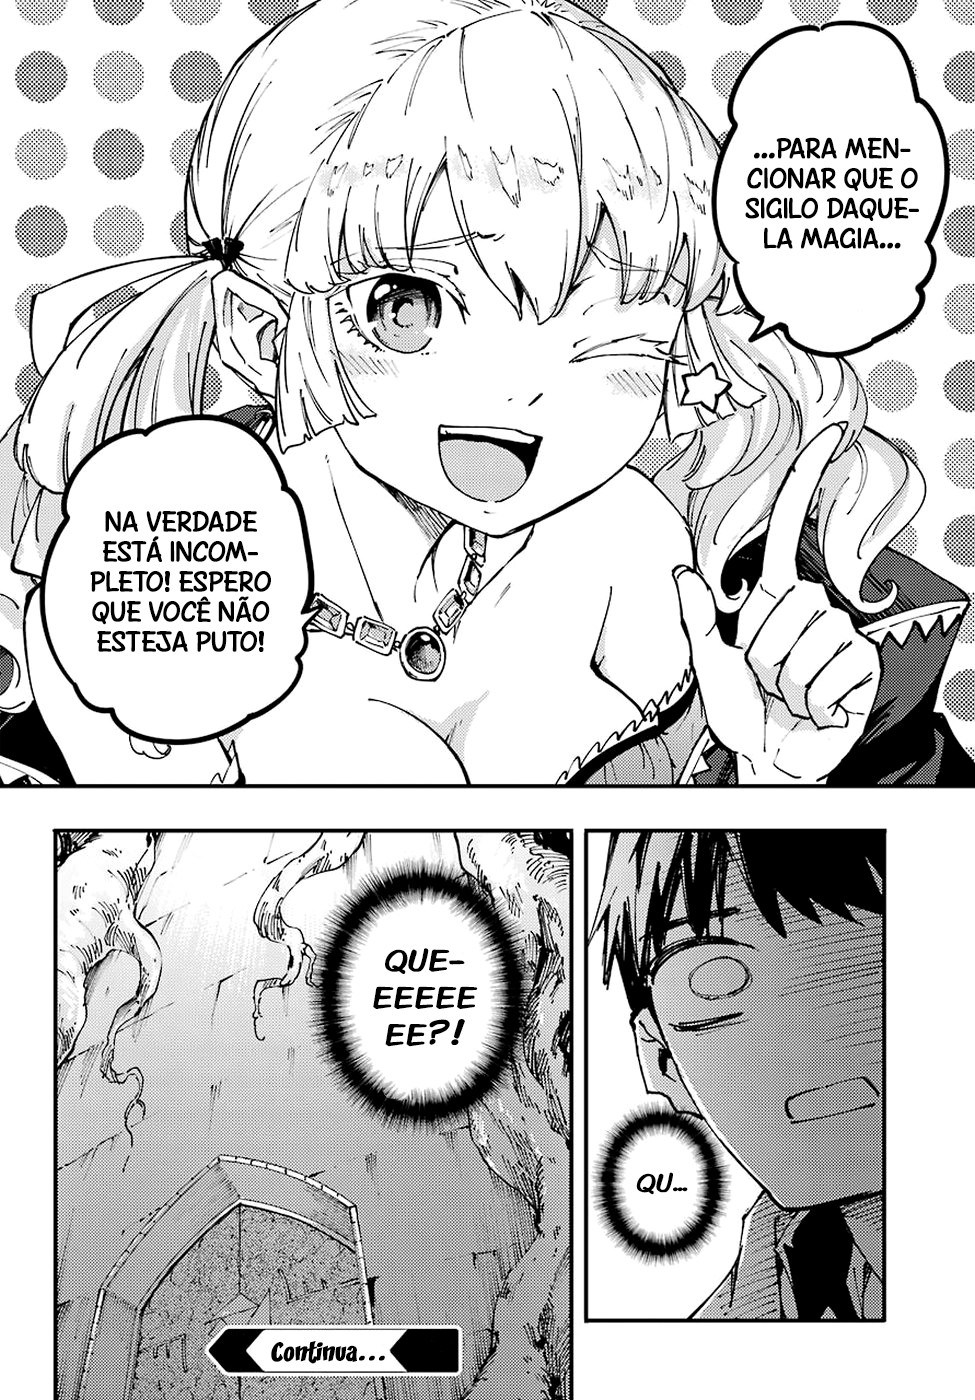 ...PARA MEN-
CIONAR QUE O
SIGILO DAQUE-
LA MAGIA...
NA VERDADE
ESTÁ INCOM-
PLETO! ESPERO
QUE VOCÊ NÃO
ESTEJA PUTO!
QU...
QUE-
EEEEE
EE?!
Continua...